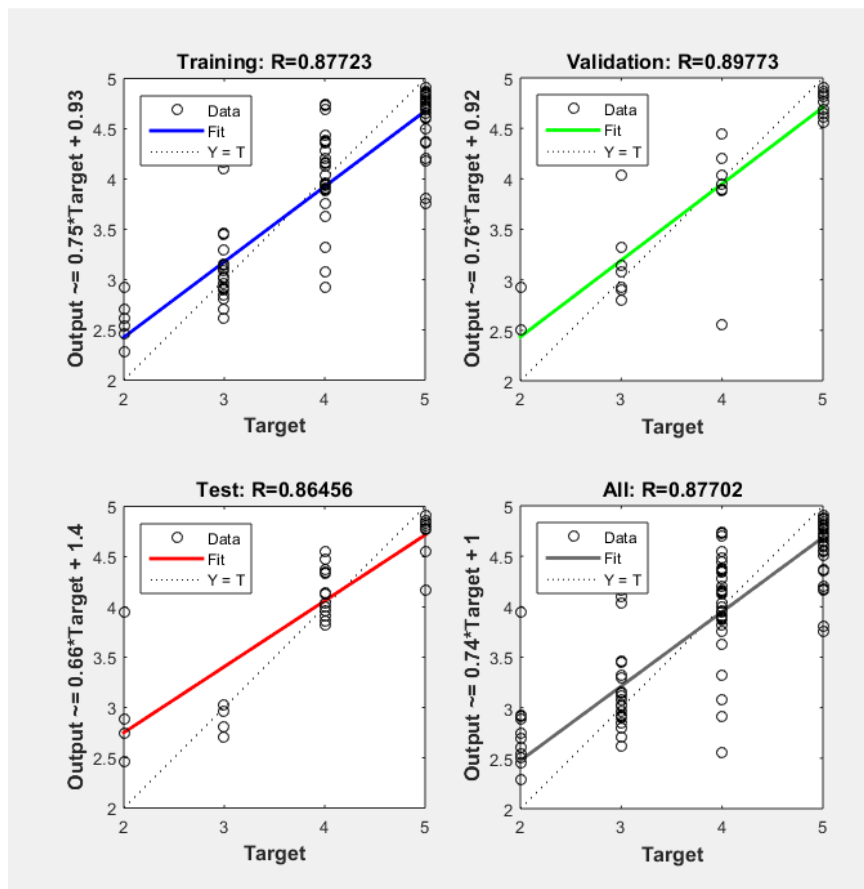 Training: R=0.87723
Output ~= 0.75*Target + 0.93
5
4.5
4
3.5
3
2.5
2
Data
Fit
Y = T
2 3 4 5
Target
Validation: R=0.89773
Output ~= 0.76*Target + 0.92
5
4.5
4
3.5
3
2.5
2
Data
Fit
Y = T
2 3 4 5
Target
Test: R=0.86456
Output ~= 0.66*Target + 1.4
5
4.5
4
3.5
3
2.5
2
Data
Fit
Y = T
2 3 4 5
Target
All: R=0.87702
Output ~= 0.74*Target + 1
5
4.5
4
3.5
3
2.5
2
Data
Fit
Y = T
2 3 4 5
Target